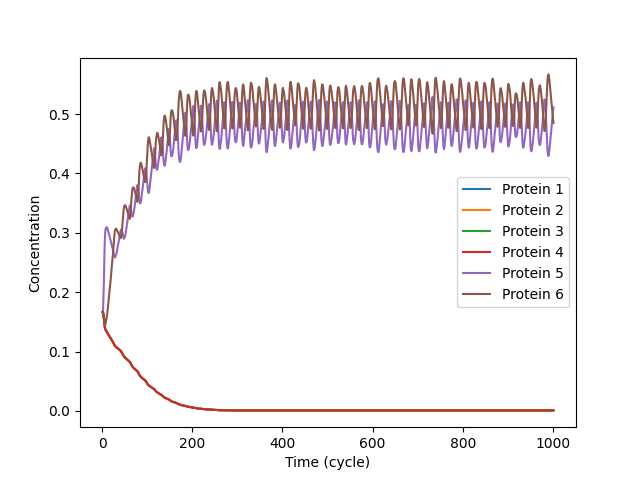 0.5
0.4
0.3
0.2
0.1
0.0
Concentration
0 200 400 600 800 1000
Time (cycle)
Protein 1
Protein 2
Protein 3
Protein 4
Protein 5
Protein 6